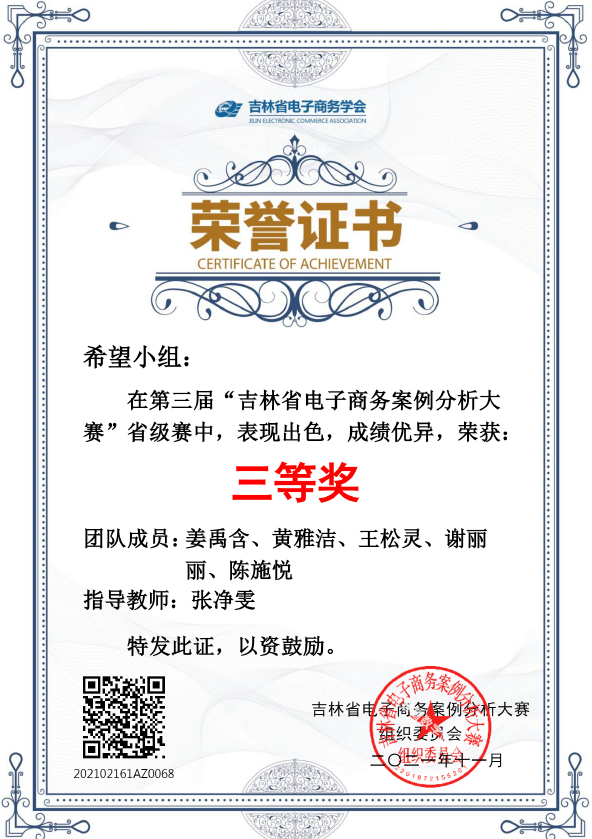 吉林省电子商务学会
JILIN ELECTRONIC COMMERCE ASSOCIATION
荣誉证书
CERTIFICATE OF ACHIEVEMENT
希望小组：
在第三届“吉林省电子商务案例分析大
赛”省级赛中，表现出色，成绩优异，荣获：
三等奖
团队成员：姜禹含、黄雅洁、王松灵、谢丽
丽、陈施悦
指导教师：张净雯
特发此证，以资鼓励。
吉林省电子商务案例分析大赛
组织委员会
二〇二一年十一月
吉林省电子商务案例分析大赛
组织委员会
202102161AZ0068